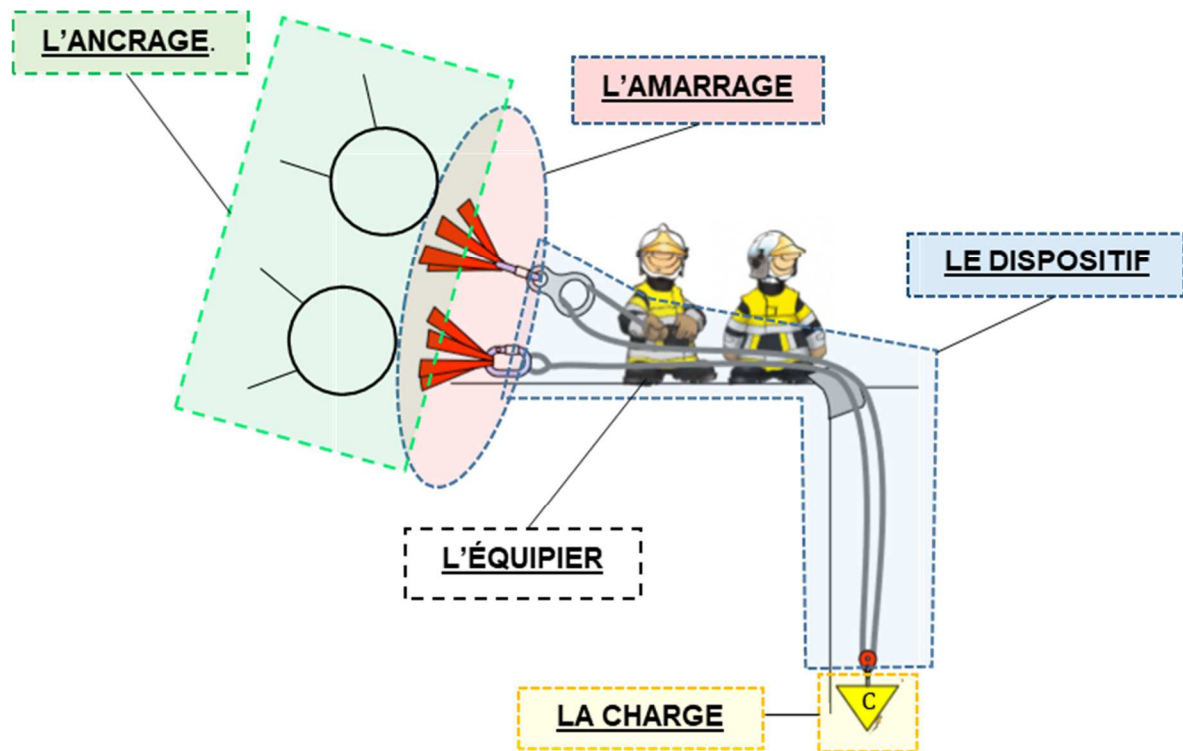 L'ANCRAGE.
L'AMARRAGE
LE DISPOSITIF
L'ÉQUIPIER
LA CHARGE
C